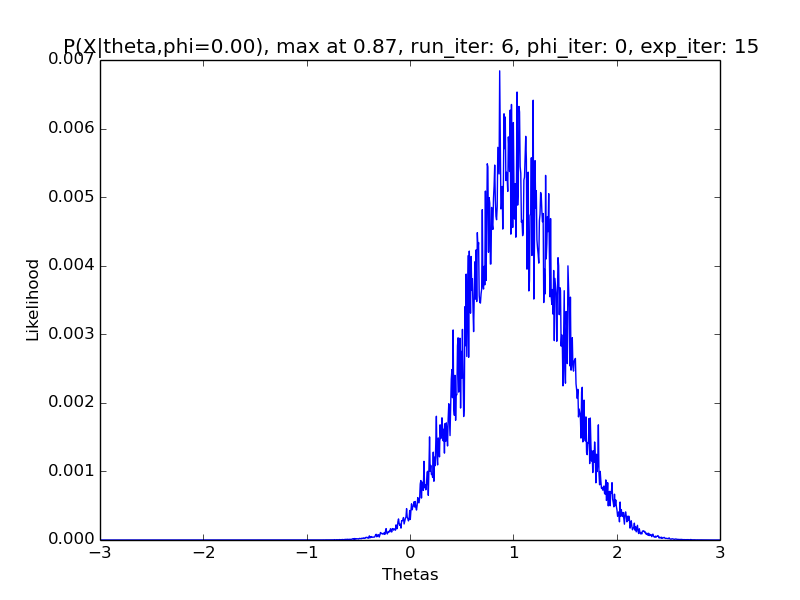 P(X|theta,phi=0.00), max at 0.87, run_iter: 6, phi_iter: 0, exp_iter: 15
0.007
0.006
0.005
0.004
0.003
0.002
0.001
0.000
Likelihood
−3 −2 −1 0 1 2 3
Thetas